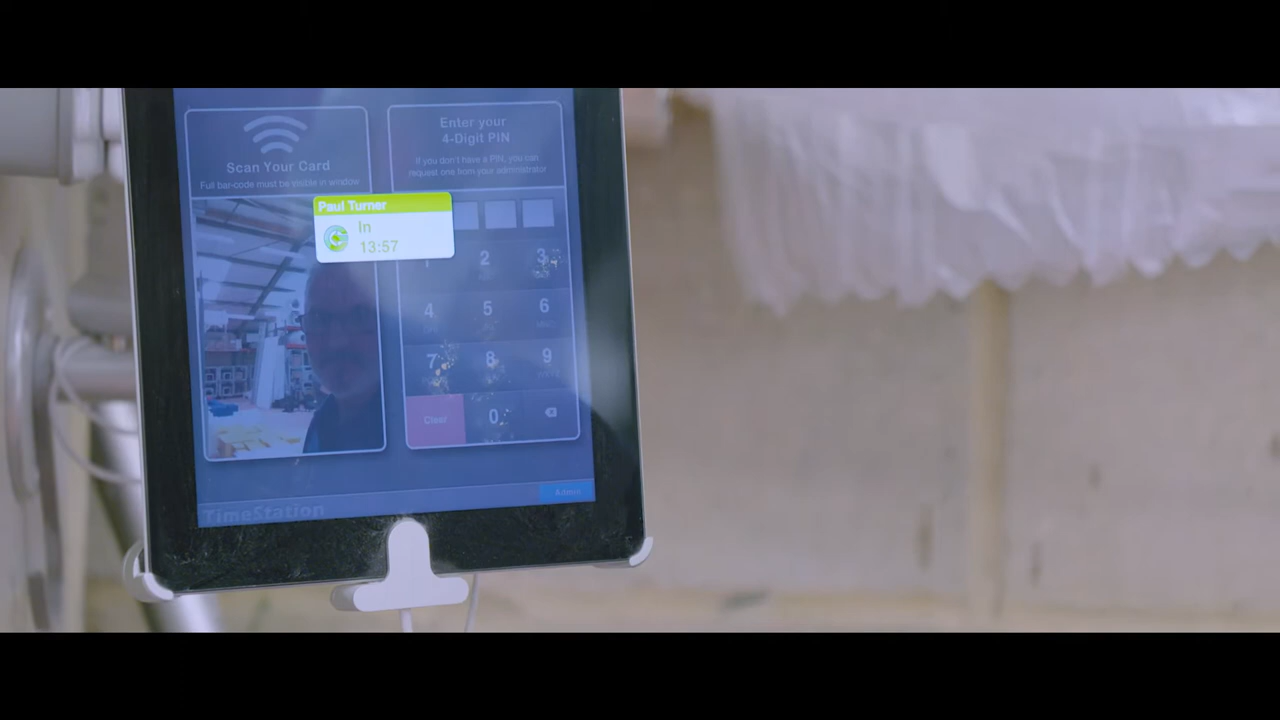 Scan Your Card
Full bar-code must be visible in window
Enter your
4-Digit PIN
If you don't have a PIN, you can
request one from your administrator
Paul Turner
In
13:57
1 2 3
4 5 6
7 8 9
Clear 0
Admin
TimeStation